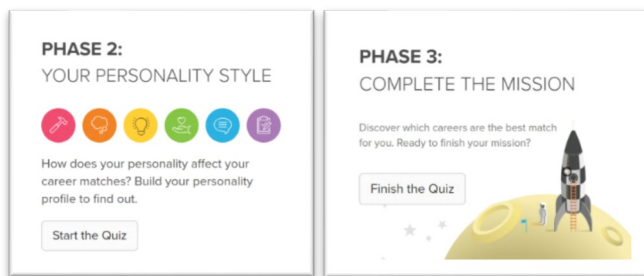 PHASE 2:
YOUR PERSONALITY STYLE
How does your personality affect your
career matches? Build your personality
profile to find out.
Start the Quiz
PHASE 3:
COMPLETE THE MISSION
Discover which careers are the best match
for you. Ready to finish your mission?
Finish the Quiz